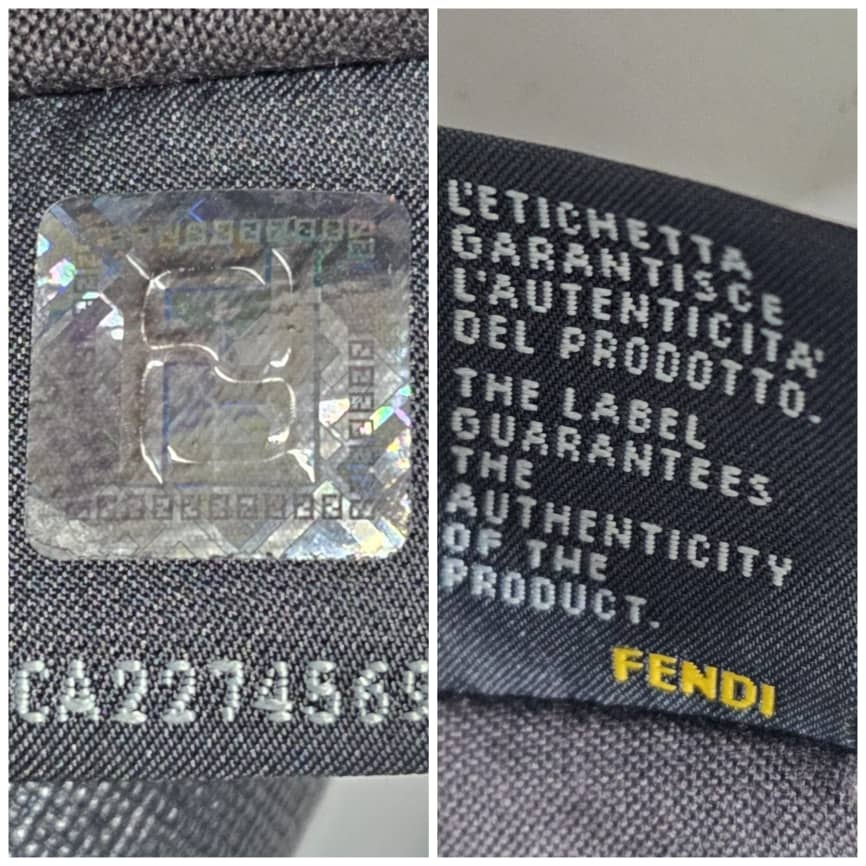 CA2274565
L'ETICHETTA
GARANTISCE
L'AUTENTICITA'
DEL PRODOTTO.
THE LABEL
GUARANTEES
THE
AUTHENTICITY
OF THE
PRODUCT.
FENDI